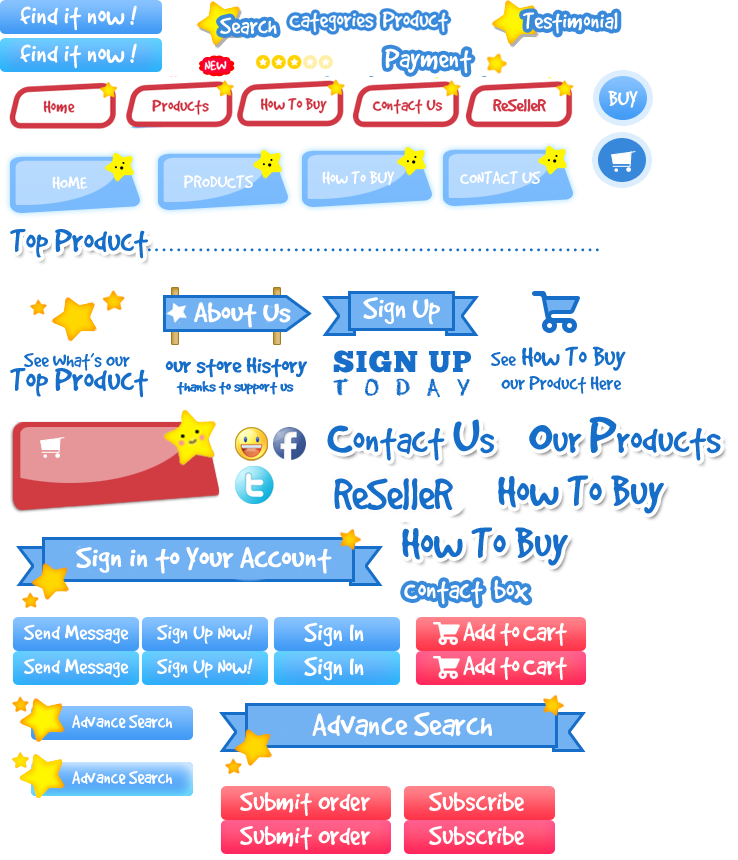 find it now !
find it now !
Search
Categories Product
Testimonial
NEW
Payment
Home
Products
How To Buy
Contact Us
ReSelleR
BUY
HOME
PRODUCTS
How To BUY
CONTACT US
Top Product
About Us
Sign Up
See what's our
Top Product
our store History
thanks to support us
SIGN UP
TODAY
See How To Buy
our Product Here
f
t
Contact Us
Our Products
ReSelleR
How To Buy
How To Buy
Sign in to Your Account
contact box
Send Message
Sign Up Now!
Sign In
Add to Cart
Send Message
Sign Up Now!
Sign In
Add to Cart
Advance Search
Advance Search
Advance Search
Submit order
Subscribe
Submit order
Subscribe